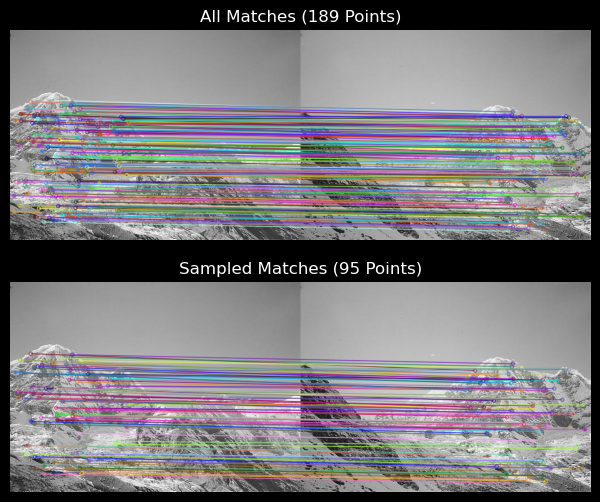 All Matches (189 Points)
Sampled Matches (95 Points)